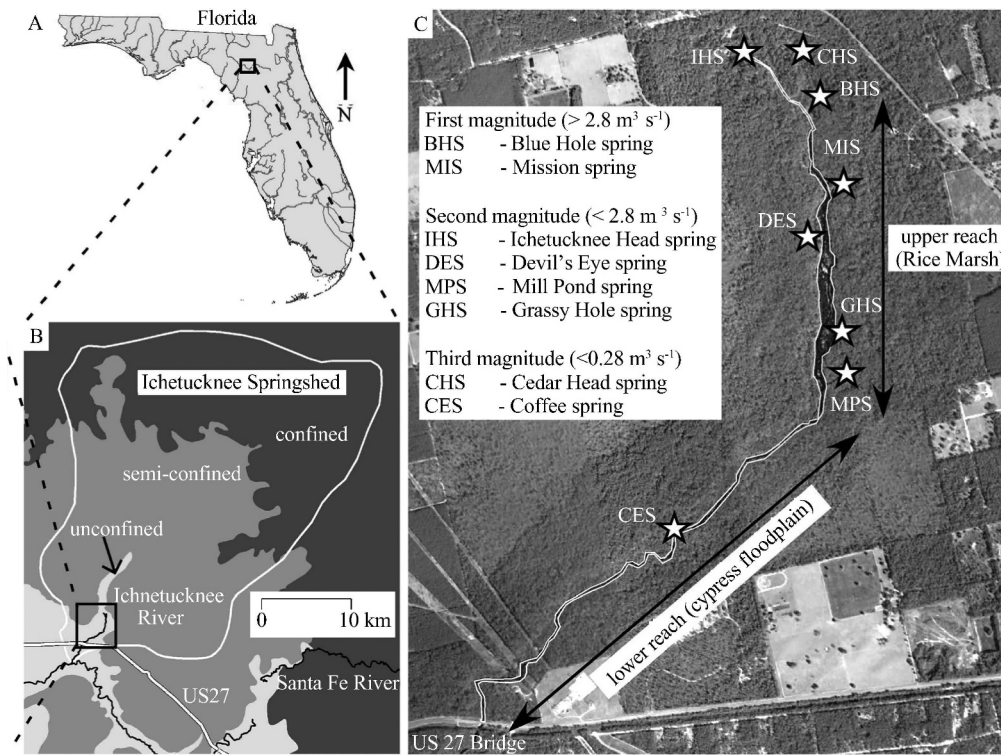 A
Florida
N
B
Ichetucknee Springshed
confined
semi-confined
unconfined
Ichnetucknee
River
0 10 km
US27
Santa Fe River
C
IHS
CHS
BHS
First magnitude (> 2.8 m³ s⁻¹)
BHS - Blue Hole spring
MIS - Mission spring
Second magnitude (< 2.8 m ³ s⁻¹)
IHS - Ichetucknee Head spring
DES - Devil's Eye spring
MPS - Mill Pond spring
GHS - Grassy Hole spring
Third magnitude (<0.28 m³ s⁻¹)
CHS - Cedar Head spring
CES - Coffee spring
MIS
DES
upper reach
(Rice Marsh)
GHS
MPS
CES
lower reach (cypress floodplain)
US 27 Bridge